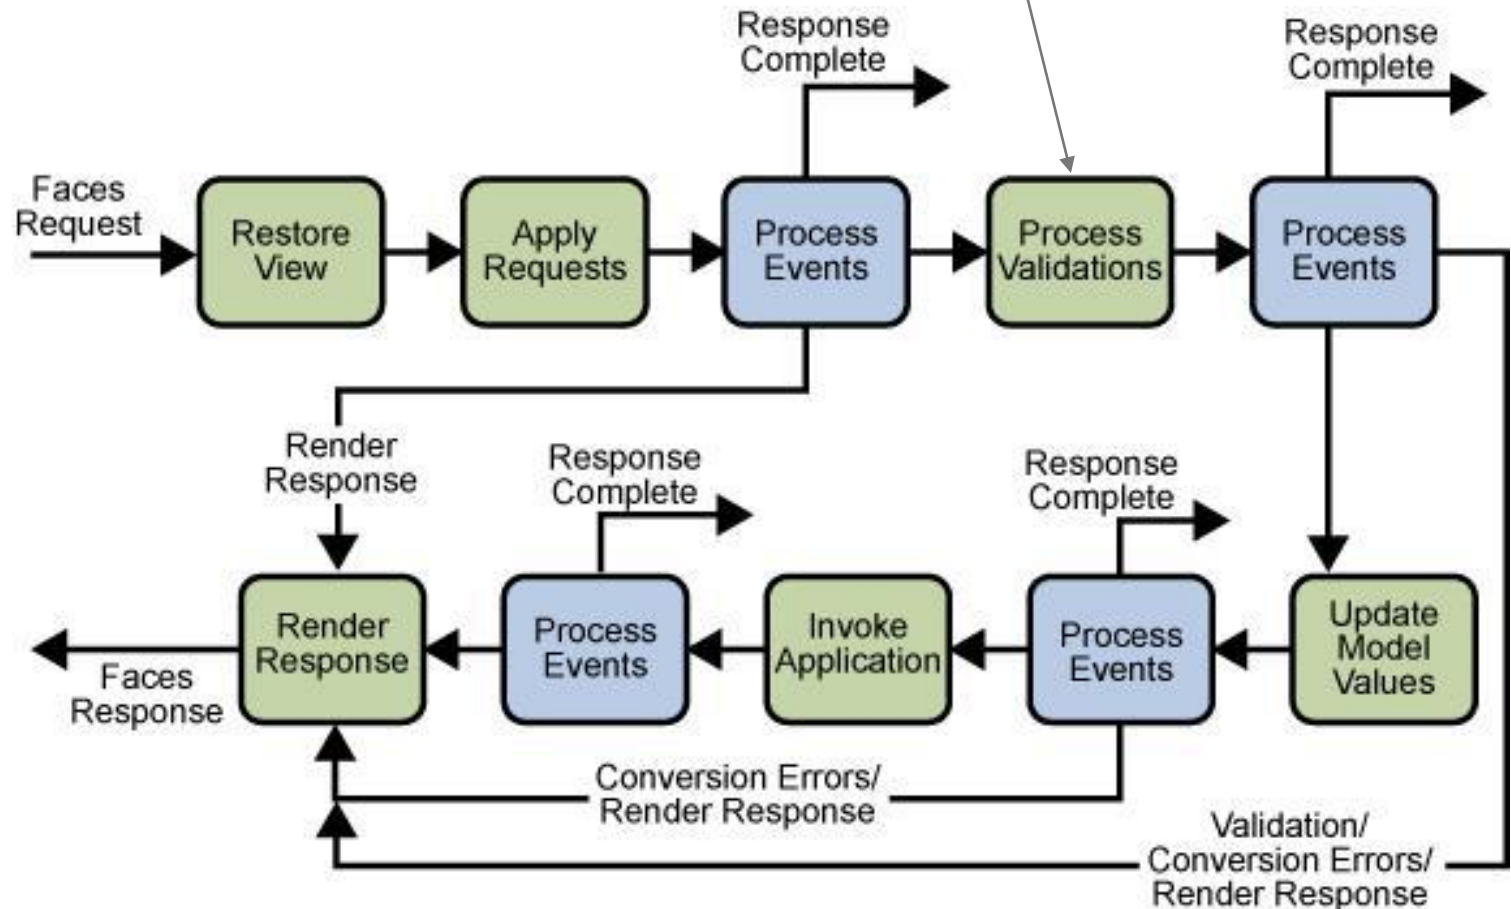 Response
Complete
Response
Complete
Faces
Request
Restore
View
Apply
Requests
Process
Events
Process
Validations
Process
Events
Render
Response
Response
Complete
Response
Complete
Render
Response
Process
Events
Invoke
Application
Process
Events
Update
Model
Values
Faces
Response
Conversion Errors/
Render Response
Validation/
Conversion Errors/
Render Response